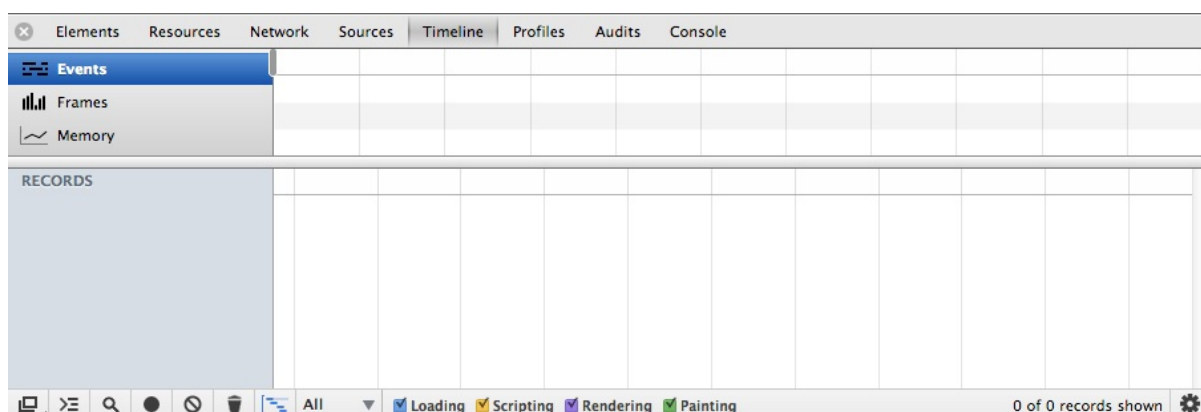 Elements Resources Network Sources Timeline Profiles Audits Console
Events
Frames
Memory
RECORDS
All Loading Scripting Rendering Painting 0 of 0 records shown